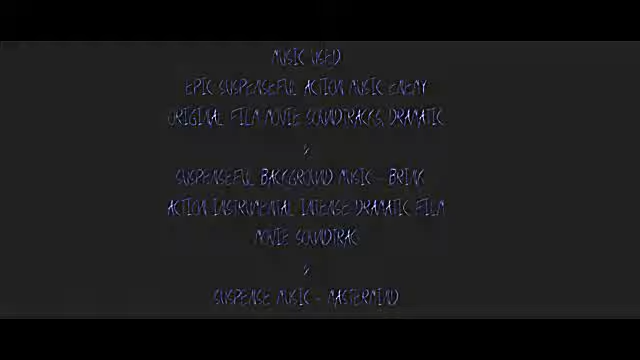 MUSIC USED
EPIC SUSPENSEFUL ACTION MUSIC ENEMY
ORIGINAL FILM MOVIE SOUNDTRACKS, DRAMATIC
&
SUSPENSEFUL BACKGROUND MUSIC - BRINK
ACTION INSTRUMENTAL INTENSE DRAMATIC FILM
MOVIE SOUNDTRAC
&
SUSPENSE MUSIC - MASTERMIND